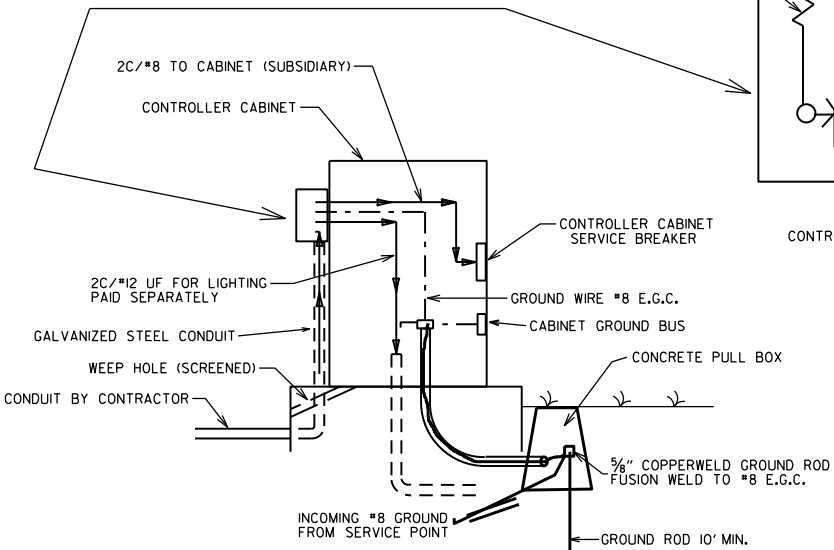 2C/#8 TO CABINET (SUBSIDIARY)
CONTROLLER CABINET
CONTROLLER CABINET
SERVICE BREAKER
CONTRO
2C/#12 UF FOR LIGHTING
PAID SEPARATELY
GROUND WIRE #8 E.G.C.
GALVANIZED STEEL CONDUIT
CABINET GROUND BUS
WEEP HOLE (SCREENED)
CONCRETE PULL BOX
CONDUIT BY CONTRACTOR
5/8" COPPERWELD GROUND ROD
FUSION WELD TO #8 E.G.C.
INCOMING #8 GROUND
FROM SERVICE POINT
GROUND ROD 10' MIN.